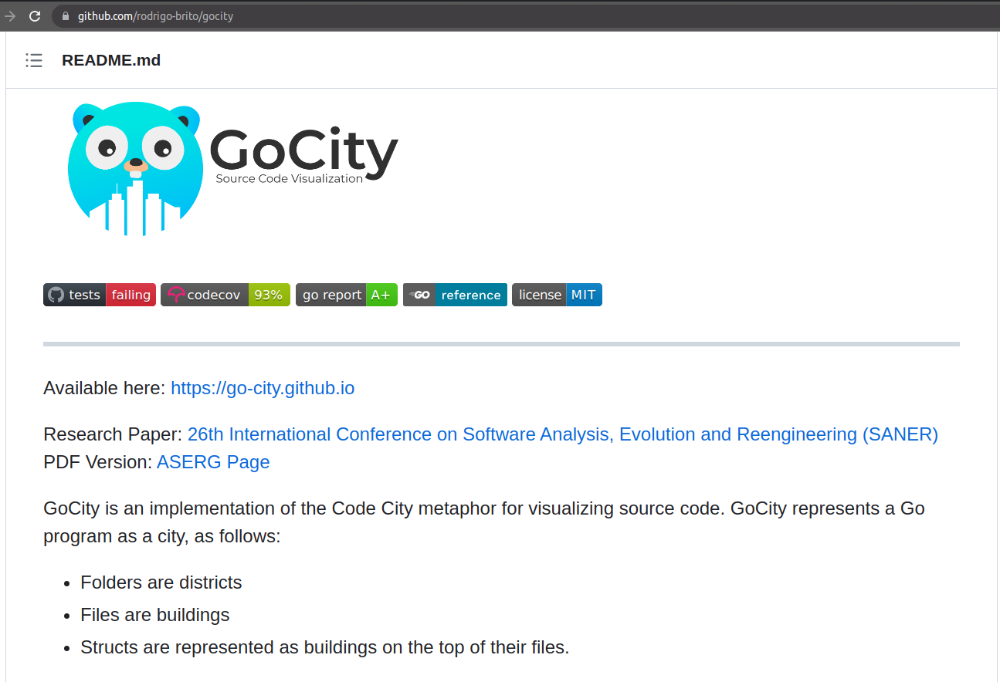 github.com/rodrigo-brito/gocity
README.md
GoCity
Source Code Visualization
tests failing codecov 93% go report A+ GO reference license MIT
Available here: https://go-city.github.io
Research Paper: 26th International Conference on Software Analysis, Evolution and Reengineering (SANER)
PDF Version: ASERG Page
GoCity is an implementation of the Code City metaphor for visualizing source code. GoCity represents a Go
program as a city, as follows:
• Folders are districts
• Files are buildings
• Structs are represented as buildings on the top of their files.